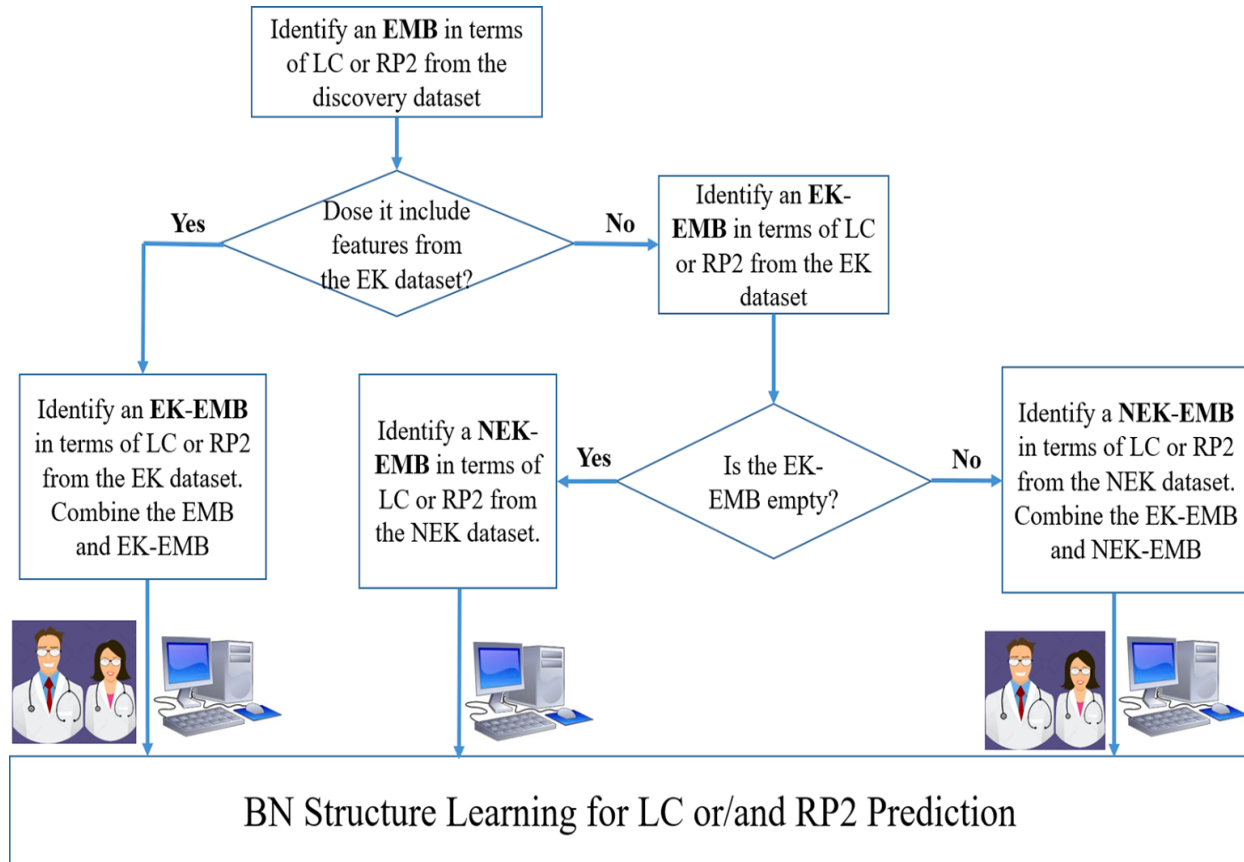 Identify an EMB in terms
of LC or RP2 from the
discovery dataset
Yes
Dose it include
features from
the EK dataset?
No
Identify an EK-
EMB in terms of LC
or RP2 from the EK
dataset
Identify an EK-EMB
in terms of LC or RP2
from the EK dataset.
Combine the EMB
and EK-EMB
Identify a NEK-
EMB in terms of
LC or RP2 from
the NEK dataset.
Yes
Is the EK-
EMB empty?
No
Identify a NEK-EMB
in terms of LC or RP2
from the NEK dataset.
Combine the EK-EMB
and NEK-EMB
BN Structure Learning for LC or/and RP2 Prediction